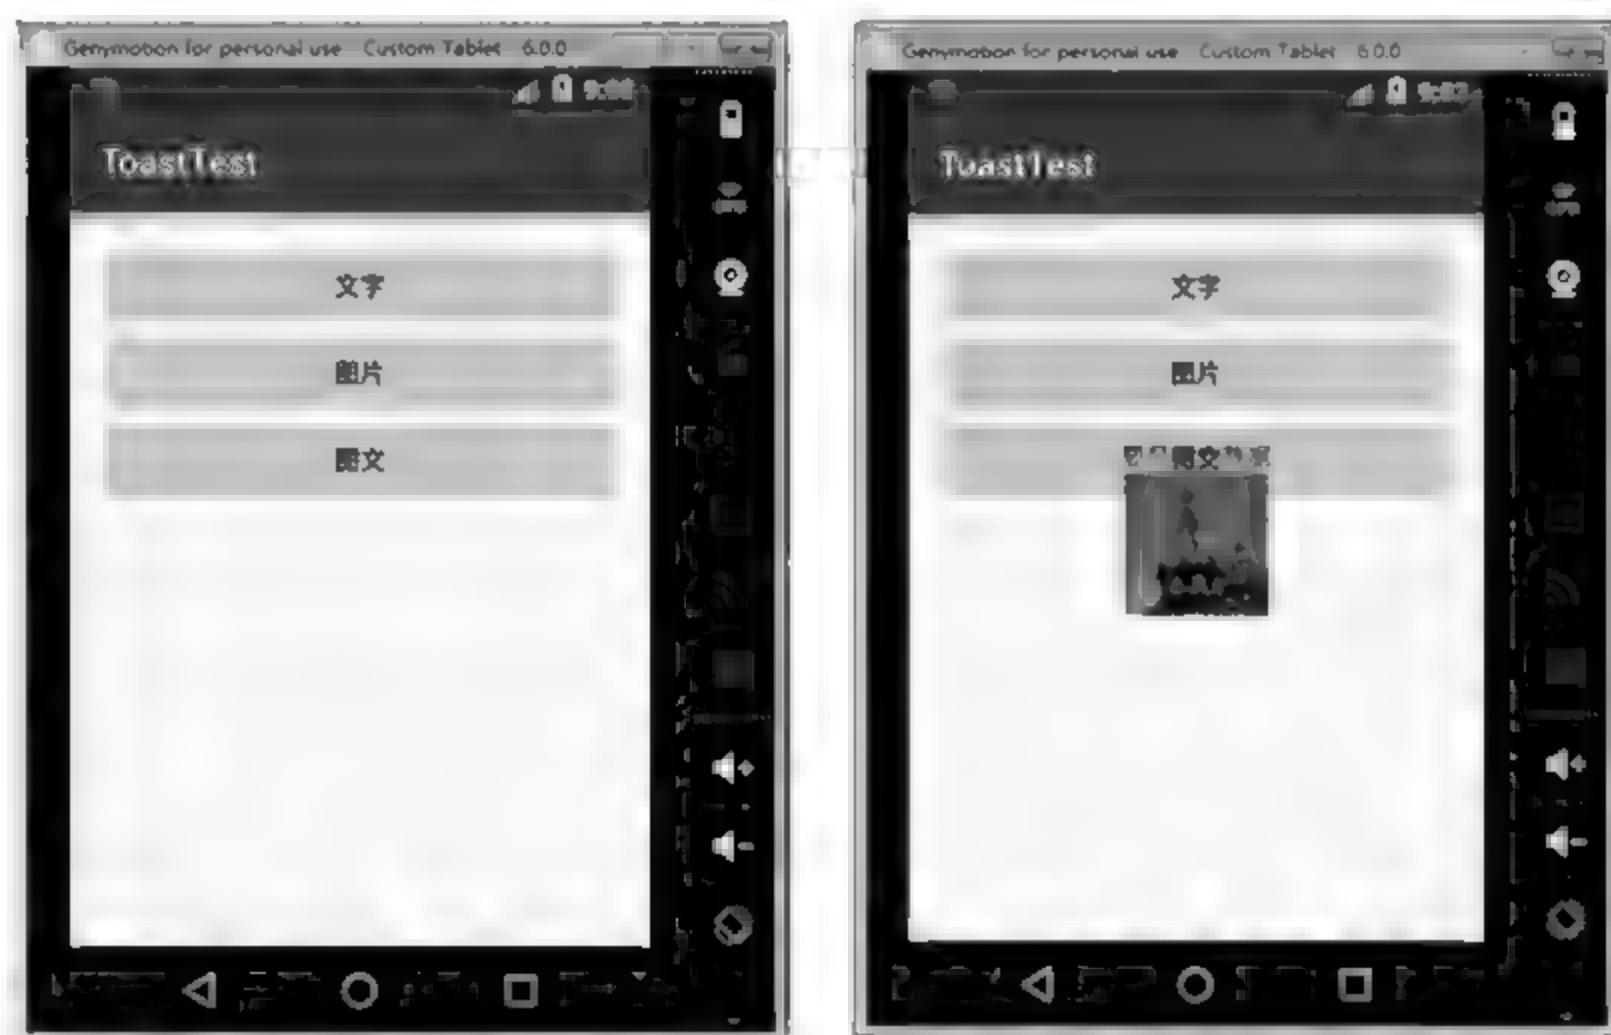 Genymotion for personal use Custom Tablet 6.0.0
ToastTest
文字
图片
图文
Genymotion for personal use Custom Tablet 6.0.0
ToastTest
文字
图片